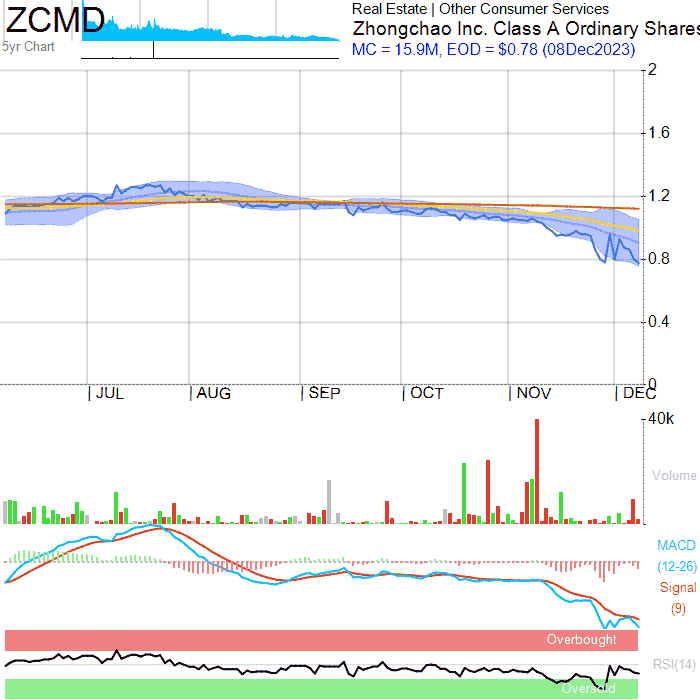 ZCMD
5yr Chart
Real Estate | Other Consumer Services
Zhongchao Inc. Class A Ordinary Shares
MC = 15.9M, EOD = $0.78 (08Dec2023)
2
1.6
1.2
0.8
0.4
0
JUL AUG SEP OCT NOV DEC
40k
Volume
MACD
(12-26)
Signal
(9)
Overbought
RSI(14)
Oversold